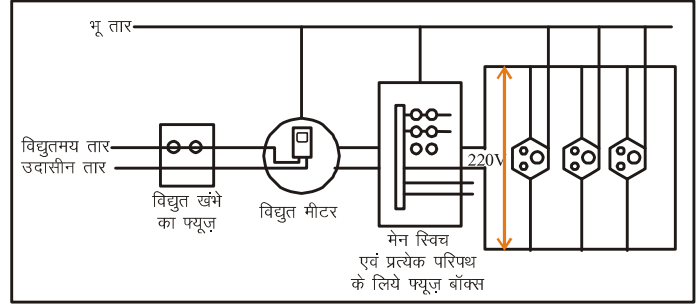 भू तार
विद्युतमय तार
उदासीन तार
विद्युत खंभे
का फ्यूज़
विद्युत मीटर
मेन स्विच
एवं प्रत्येक परिपथ
के लिये फ्यूज़ बॉक्स
220V